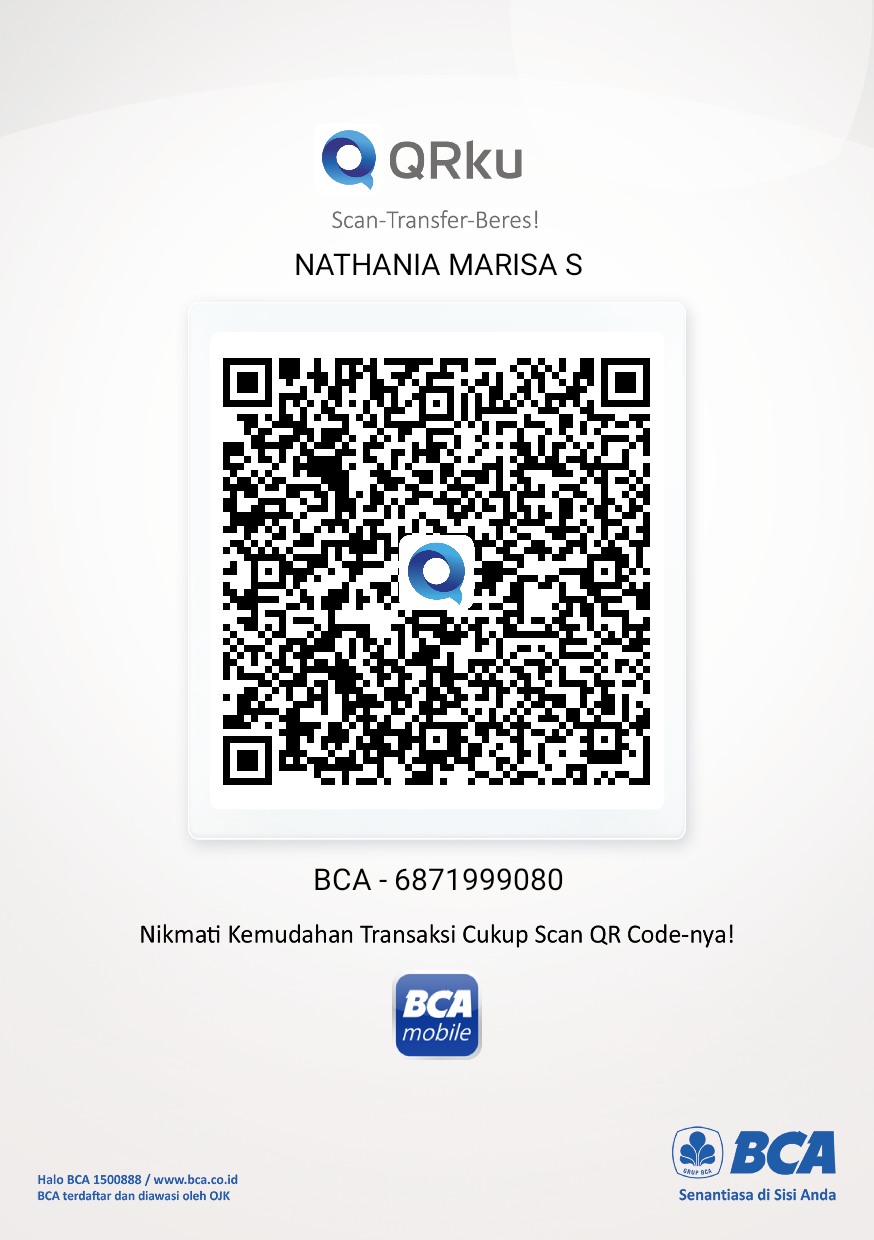 QRku
Scan-Transfer-Beres!
NATHANIA MARISA S
BCA - 6871999080
Nikmati Kemudahan Transaksi Cukup Scan QR Code-nya!
BCA
mobile
GRUP BCA
BCA
Senantiasa di Sisi Anda
Halo BCA 1500888 / www.bca.co.id
BCA terdaftar dan diawasi oleh OJK